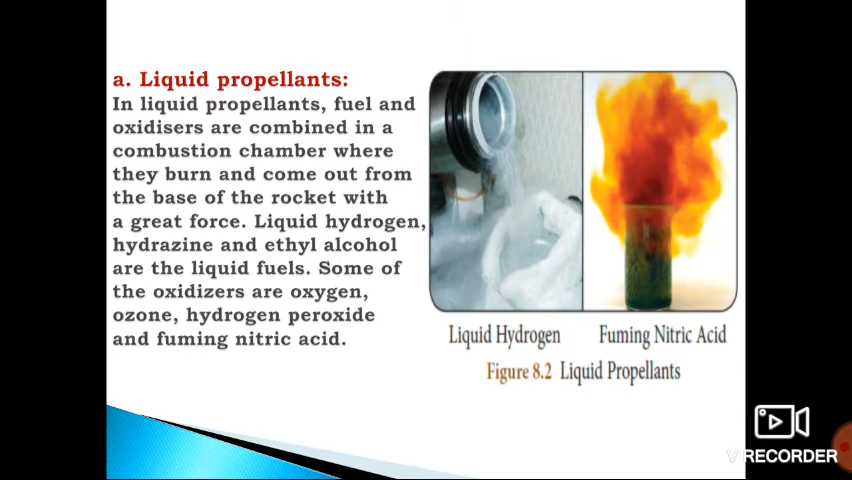 a. Liquid propellants:
In liquid propellants, fuel and
oxidisers are combined in a
combustion chamber where
they burn and come out from
the base of the rocket with
a great force. Liquid hydrogen,
hydrazine and ethyl alcohol
are the liquid fuels. Some of
the oxidizers are oxygen,
ozone, hydrogen peroxide
and fuming nitric acid.
Liquid Hydrogen
Fuming Nitric Acid
Figure 8.2 Liquid Propellants
V RECORDER